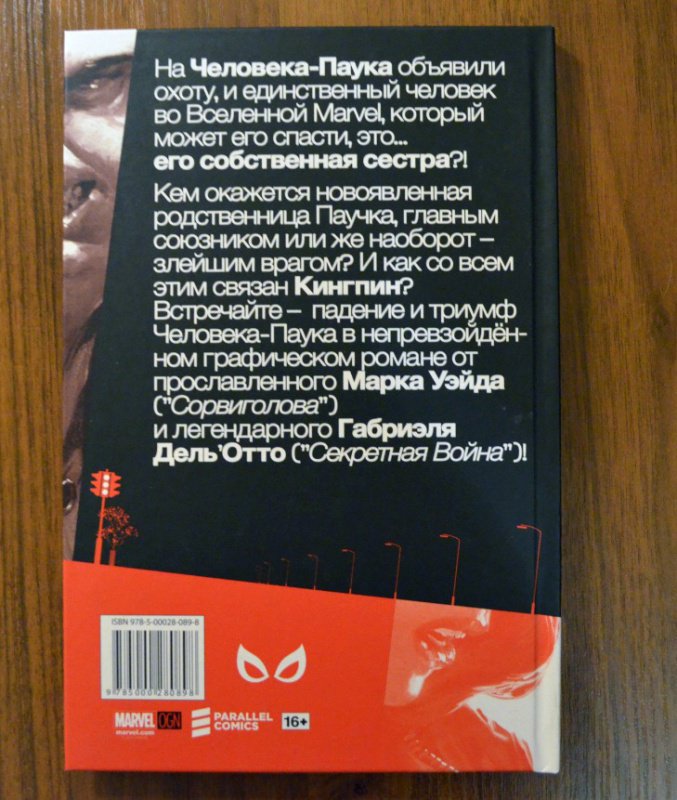 На Человека-Паука объявили
охоту, и единственный человек
во Вселенной Marvel, который
может его спасти, это...
его собственная сестра?!
Кем окажется новоявленная
родственница Паучка, главным
союзником или же наоборот –
злейшим врагом? И как со всем
этим связан Кингпин?
Встречайте – падение и триумф
Человека-Паука в непревзойдён-
ном графическом романе от
прославленного Марка Уэйда
("Сорвиголова")
и легендарного Габриэля
Дель'Отто ("Секретная Война")!
ISBN 978-5-00028-089-8
9785000280898
MARVEL OGN
marvel.com
PARALLEL
COMICS
16+